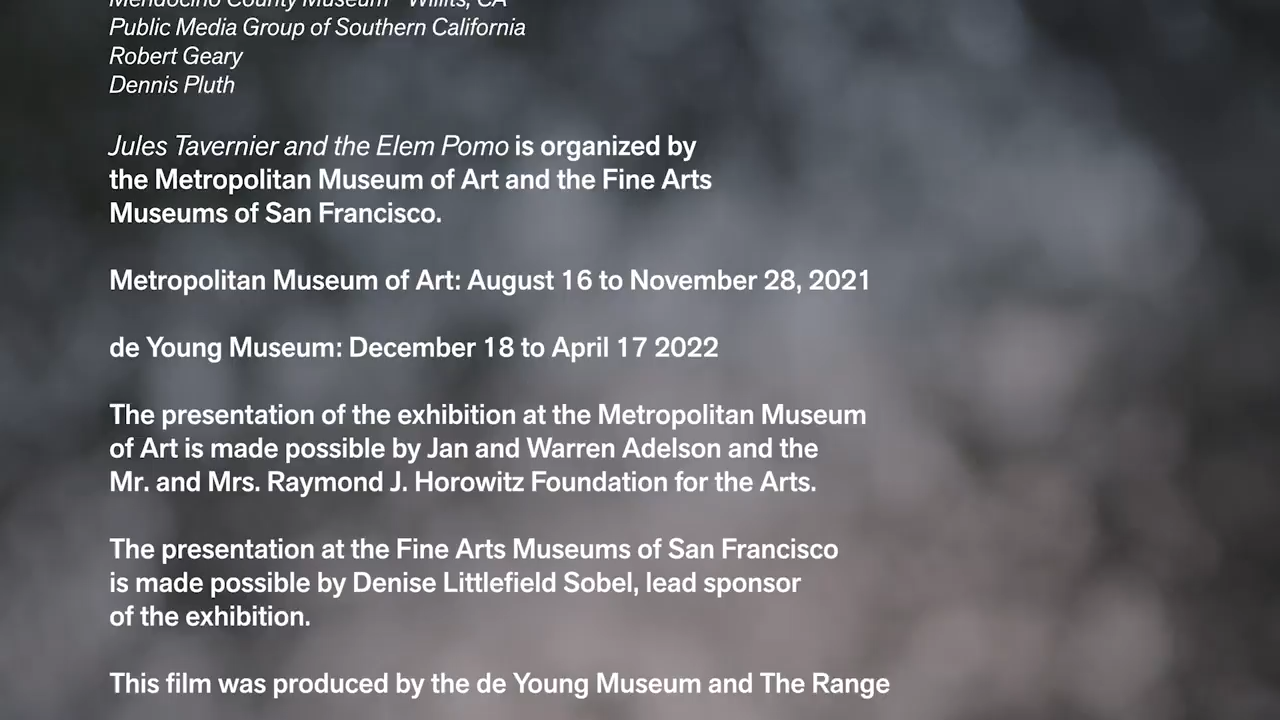 Mendocino County Museum - Willits, CA
Public Media Group of Southern California
Robert Geary
Dennis Pluth
Jules Tavernier and the Elem Pomo is organized by
the Metropolitan Museum of Art and the Fine Arts
Museums of San Francisco.
Metropolitan Museum of Art: August 16 to November 28, 2021
de Young Museum: December 18 to April 17 2022
The presentation of the exhibition at the Metropolitan Museum
of Art is made possible by Jan and Warren Adelson and the
Mr. and Mrs. Raymond J. Horowitz Foundation for the Arts.
The presentation at the Fine Arts Museums of San Francisco
is made possible by Denise Littlefield Sobel, lead sponsor
of the exhibition.
This film was produced by the de Young Museum and The Range